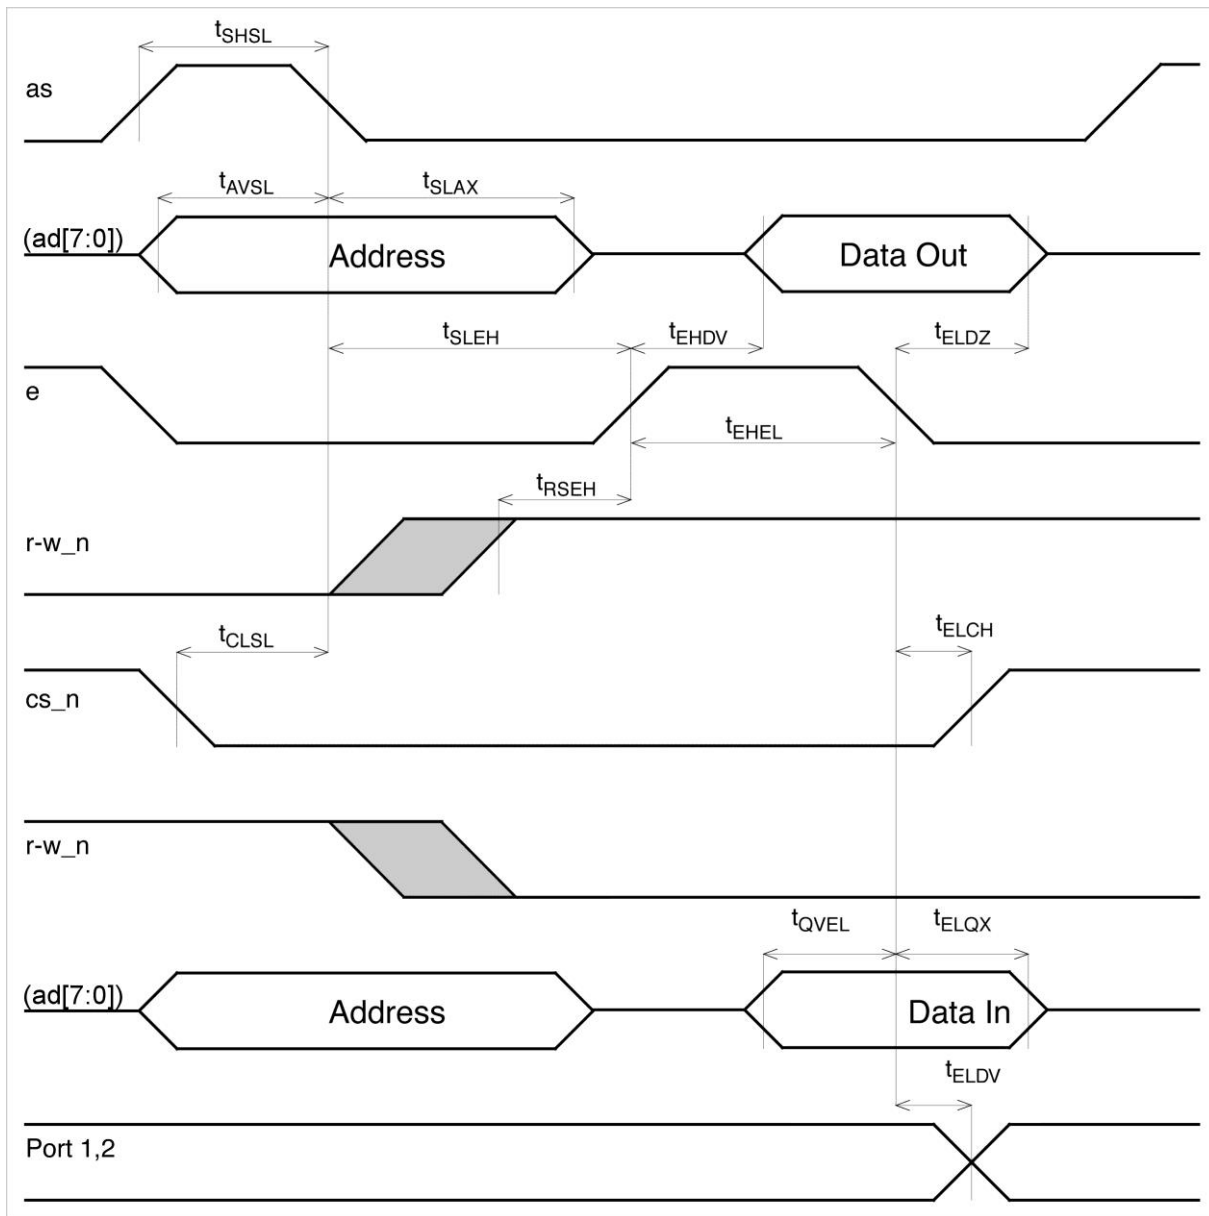 tSHSL
as
tAVSL tSLAX
(ad[7:0]) Address Data Out
tSLEH tEHDV tELDZ
e
tEHEL
tRSEH
r-w_n
tCLSL tELCH
cs_n
r-w_n
tQVEL tELQX
(ad[7:0]) Address Data In
tELDV
Port 1,2